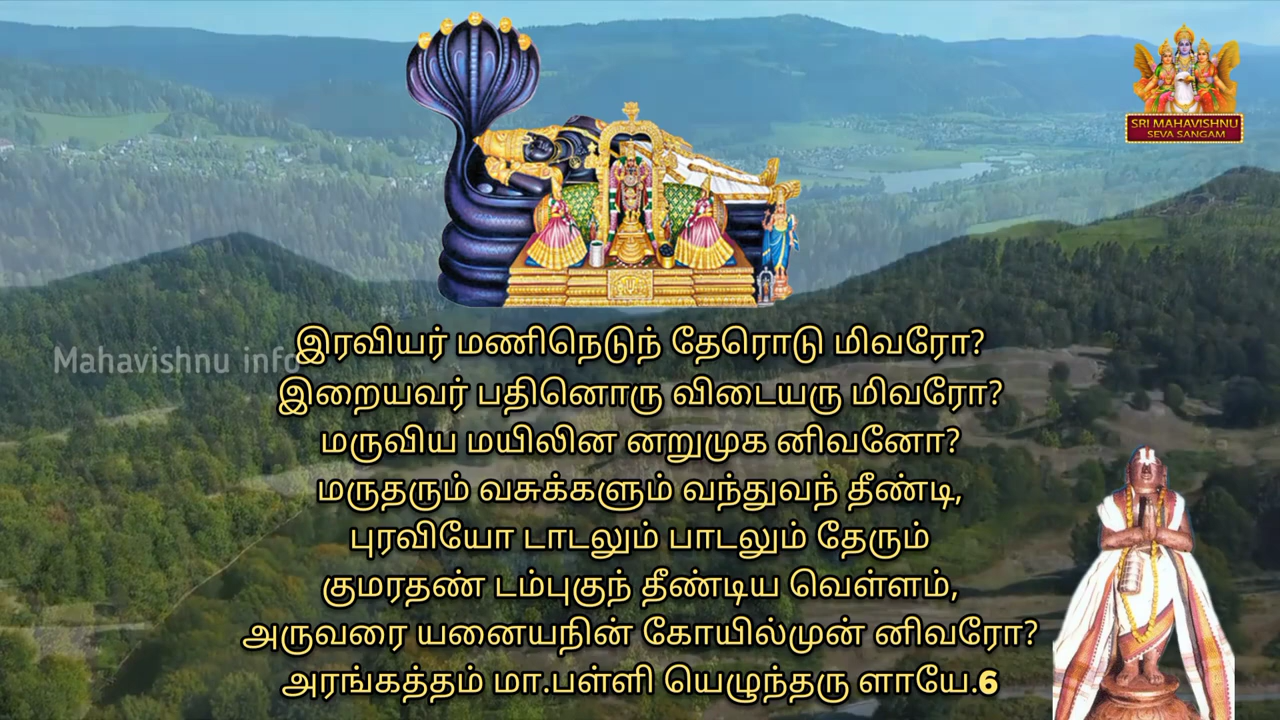 SRI MAHAVISHNU
SEVA SANGAM
Mahavishnu info
இரவியர் மணிநெடுந் தேரொடு மிவரோ?
இறையவர் பதினொரு விடையரு மிவரோ?
மருவிய மயிலின னறுமுக னிவனோ?
மருதரும் வசுக்களும் வந்துவந் தீண்டி,
புரவியோ டாடலும் பாடலும் தேரும்
குமரதண் டம்புகுந் தீண்டிய வெள்ளம்,
அருவரை யனையநின் கோயில்முன் னிவரோ?
அரங்கத்தம் மா.பள்ளி யெழுந்தரு ளாயே.6